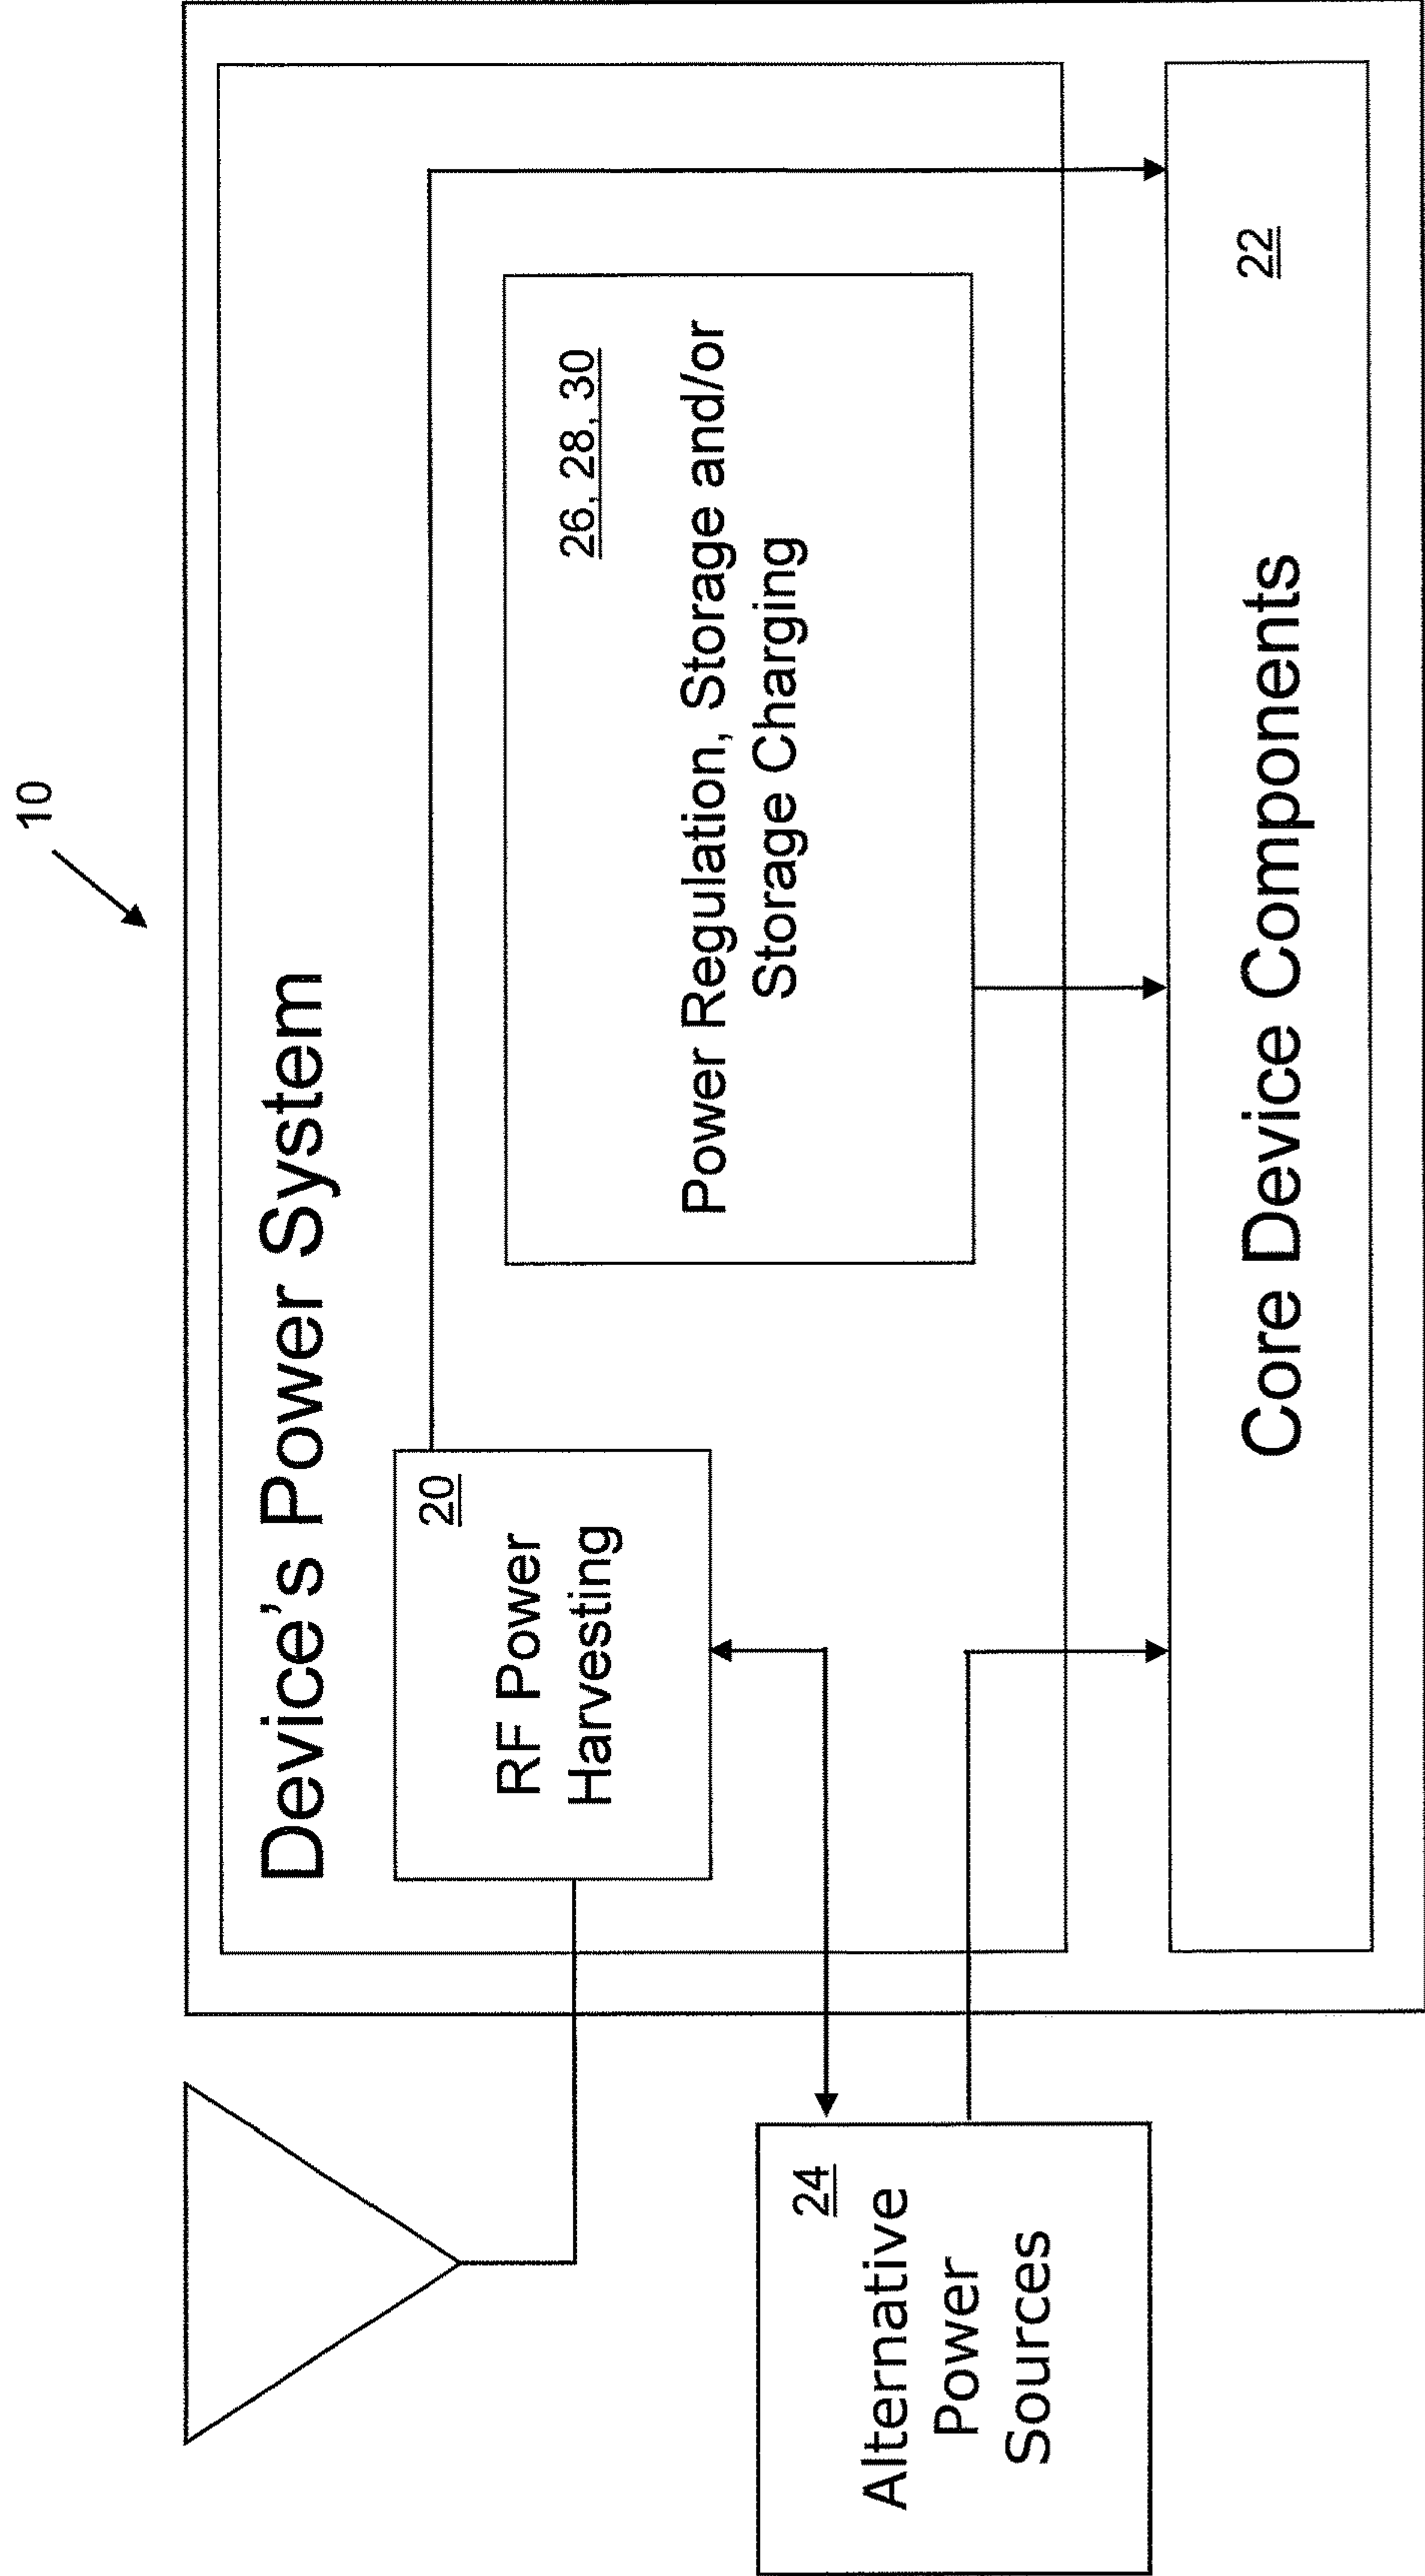 10
Device's Power System
20
RF Power
Harvesting
26, 28, 30
Power Regulation, Storage and/or
Storage Charging
24
Alternative
Power
Sources
22
Core Device Components